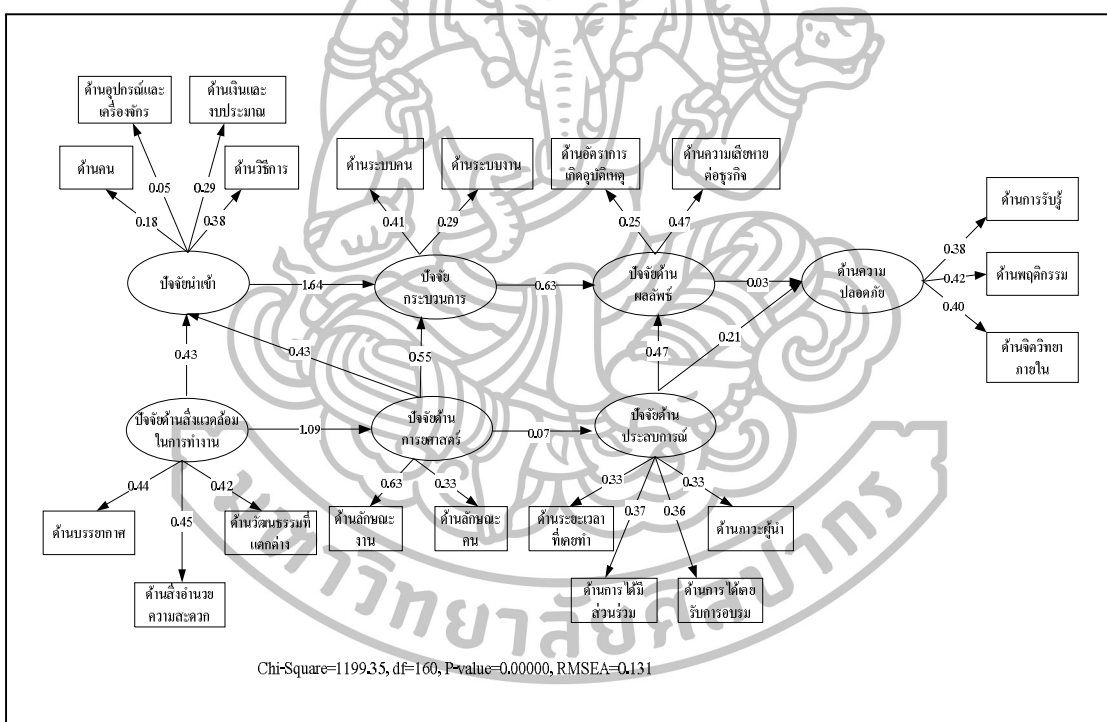 ด้านอุปกรณ์และ
เครื่องจักร
ด้านเงินและ
งบประมาณ
ด้านคน
ด้านวิธีการ
0.18
0.05
0.29
0.38
ด้านระบบคน
ด้านระบบงาน
0.41
0.29
ด้านอัตราการ
เกิดอุบัติเหตุ
ด้านความเสียหาย
ต่อธุรกิจ
0.25
0.47
ด้านการรับรู้
ด้านพฤติกรรม
ด้านจิตวิทยา
ภายใน
0.38
0.42
0.40
ปัจจัยนำเข้า
1.64
ปัจจัย
กระบวนการ
0.63
ปัจจัยด้าน
ผลลัพธ์
0.03
ด้านความ
ปลอดภัย
0.43
0.43
0.55
0.47
0.21
ปัจจัยด้านสิ่งแวดล้อม
ในการทำงาน
1.09
ปัจจัยด้าน
การยศาสตร์
0.07
ปัจจัยด้าน
ประสบการณ์
0.44
0.45
0.42
ด้านบรรยากาศ
ด้านสิ่งอำนวย
ความสะดวก
ด้านวัฒนธรรมที่
แตกต่าง
0.63
0.33
ด้านลักษณะ
งาน
ด้านลักษณะ
คน
0.33
0.37
0.36
0.33
ด้านระยะเวลา
ที่เคยทำ
ด้านการได้มี
ส่วนร่วม
ด้านการได้เคย
รับการอบรม
ด้านภาวะผู้นำ
มหาวิทยาลัยศิลปากร
Chi-Square=1199.35, df=160, P-value=0.00000, RMSEA=0.131